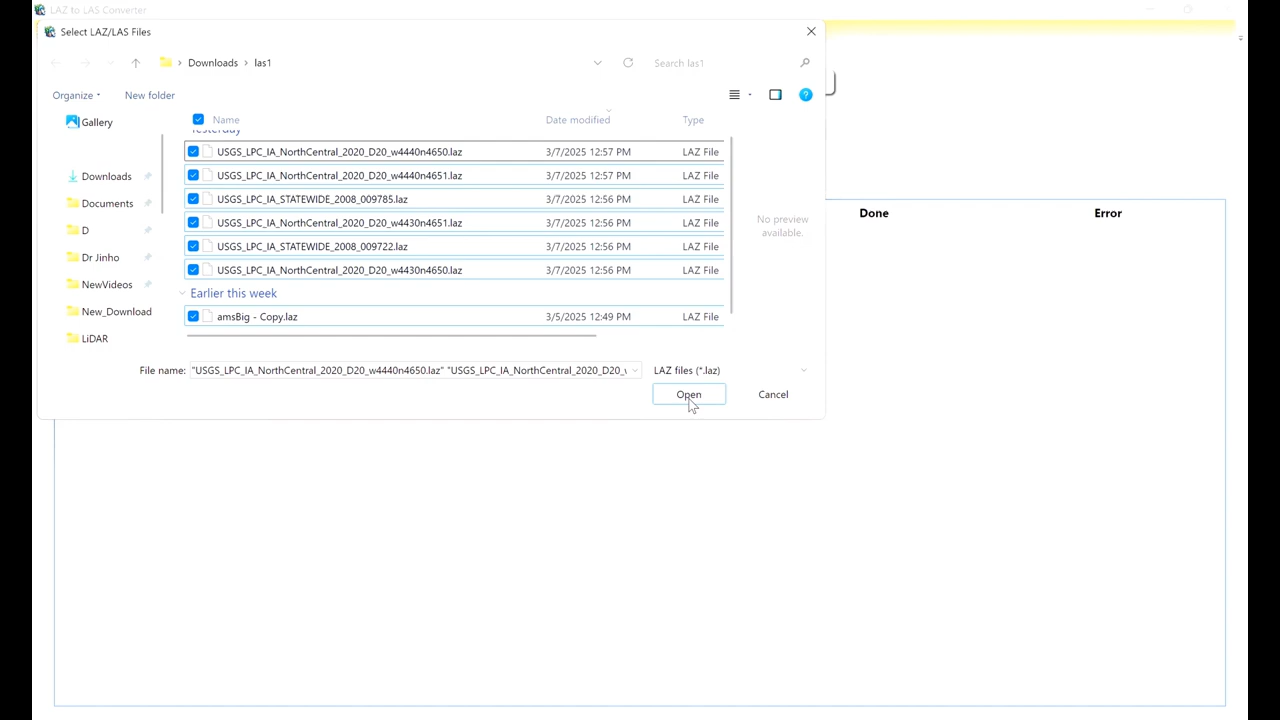 LAZ to LAS Converter
Select LAZ/LAS Files
Downloads > las1
Search las1
Organize
New folder
Gallery
Name
Date modified
Type
Yesterday
USGS_LPC_IA_NorthCentral_2020_D20_w4440n4650.laz 3/7/2025 12:57 PM LAZ File
Downloads
USGS_LPC_IA_NorthCentral_2020_D20_w4440n4651.laz 3/7/2025 12:57 PM LAZ File
Documents
USGS_LPC_IA_STATEWIDE_2008_009785.laz 3/7/2025 12:56 PM LAZ File
D
USGS_LPC_IA_NorthCentral_2020_D20_w4430n4651.laz 3/7/2025 12:56 PM LAZ File
Dr Jinho
USGS_LPC_IA_STATEWIDE_2008_009722.laz 3/7/2025 12:56 PM LAZ File
NewVideos
USGS_LPC_IA_NorthCentral_2020_D20_w4430n4650.laz 3/7/2025 12:56 PM LAZ File
New_Download
Earlier this week
LiDAR
amsBig - Copy.laz 3/5/2025 12:49 PM LAZ File
No preview
available.
File name: "USGS_LPC_IA_NorthCentral_2020_D20_w4440n4650.laz" "USGS_LPC_IA_NorthCentral_2020_D20_
LAZ files (*.laz)
Open
Cancel
Done
Error